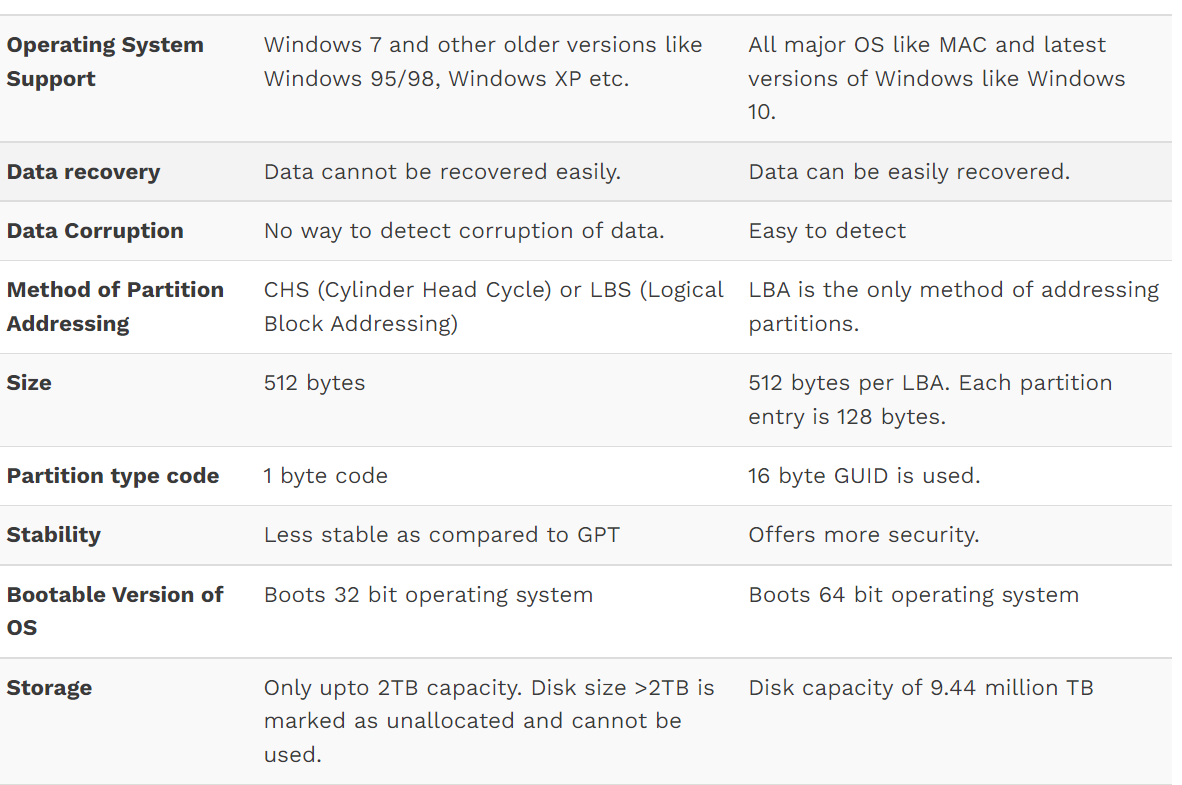 Operating System Support
Windows 7 and other older versions like
Windows 95/98, Windows XP etc.
All major OS like MAC and latest
versions of Windows like Windows
10.
Data recovery
Data cannot be recovered easily.
Data can be easily recovered.
Data Corruption
No way to detect corruption of data.
Easy to detect
Method of Partition
Addressing
CHS (Cylinder Head Cycle) or LBS (Logical
Block Addressing)
LBA is the only method of addressing
partitions.
Size
512 bytes
512 bytes per LBA. Each partition
entry is 128 bytes.
Partition type code
1 byte code
16 byte GUID is used.
Stability
Less stable as compared to GPT
Offers more security.
Bootable Version of
OS
Boots 32 bit operating system
Boots 64 bit operating system
Storage
Only upto 2TB capacity. Disk size >2TB is
marked as unallocated and cannot be
used.
Disk capacity of 9.44 million TB